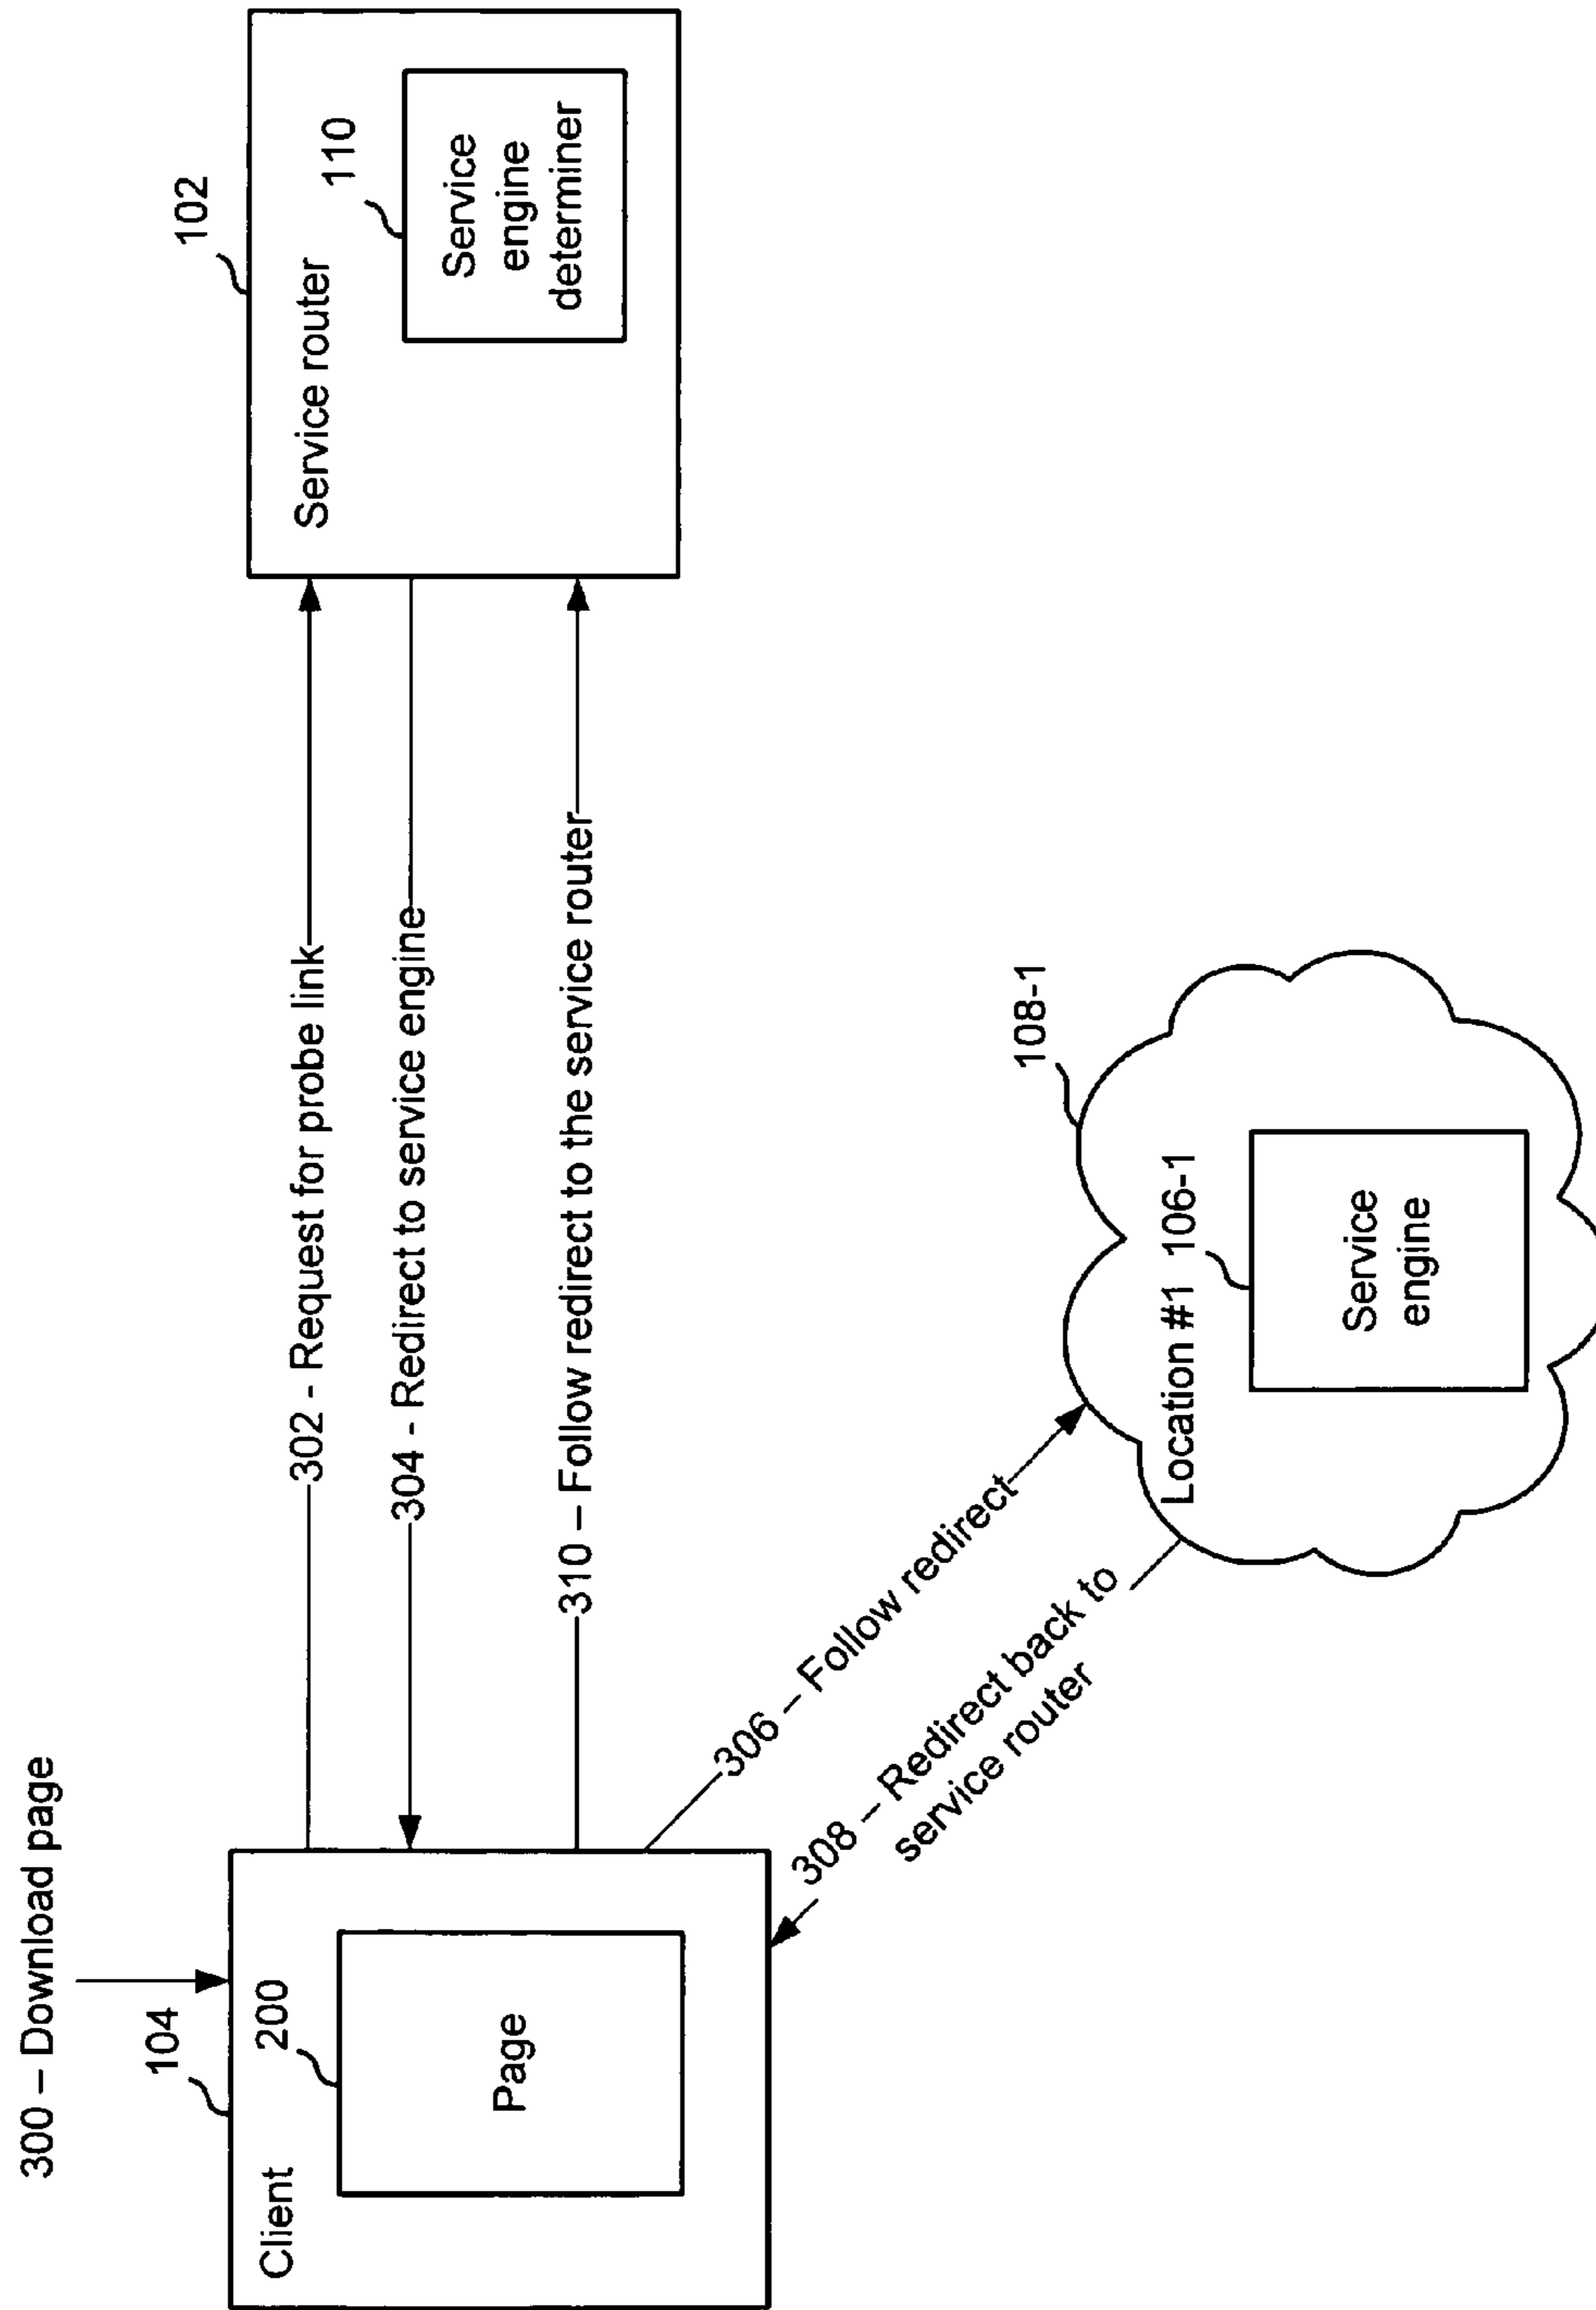 300 – Download page
104
Client
200
Page
102
Service router
110
Service
engine
determiner
302 - Request for probe link
304 - Redirect to service engine
310 – Follow redirect to the service router
306 – Follow redirect
308 – Redirect back to
service router
108-1
Location #1
106-1
Service
engine